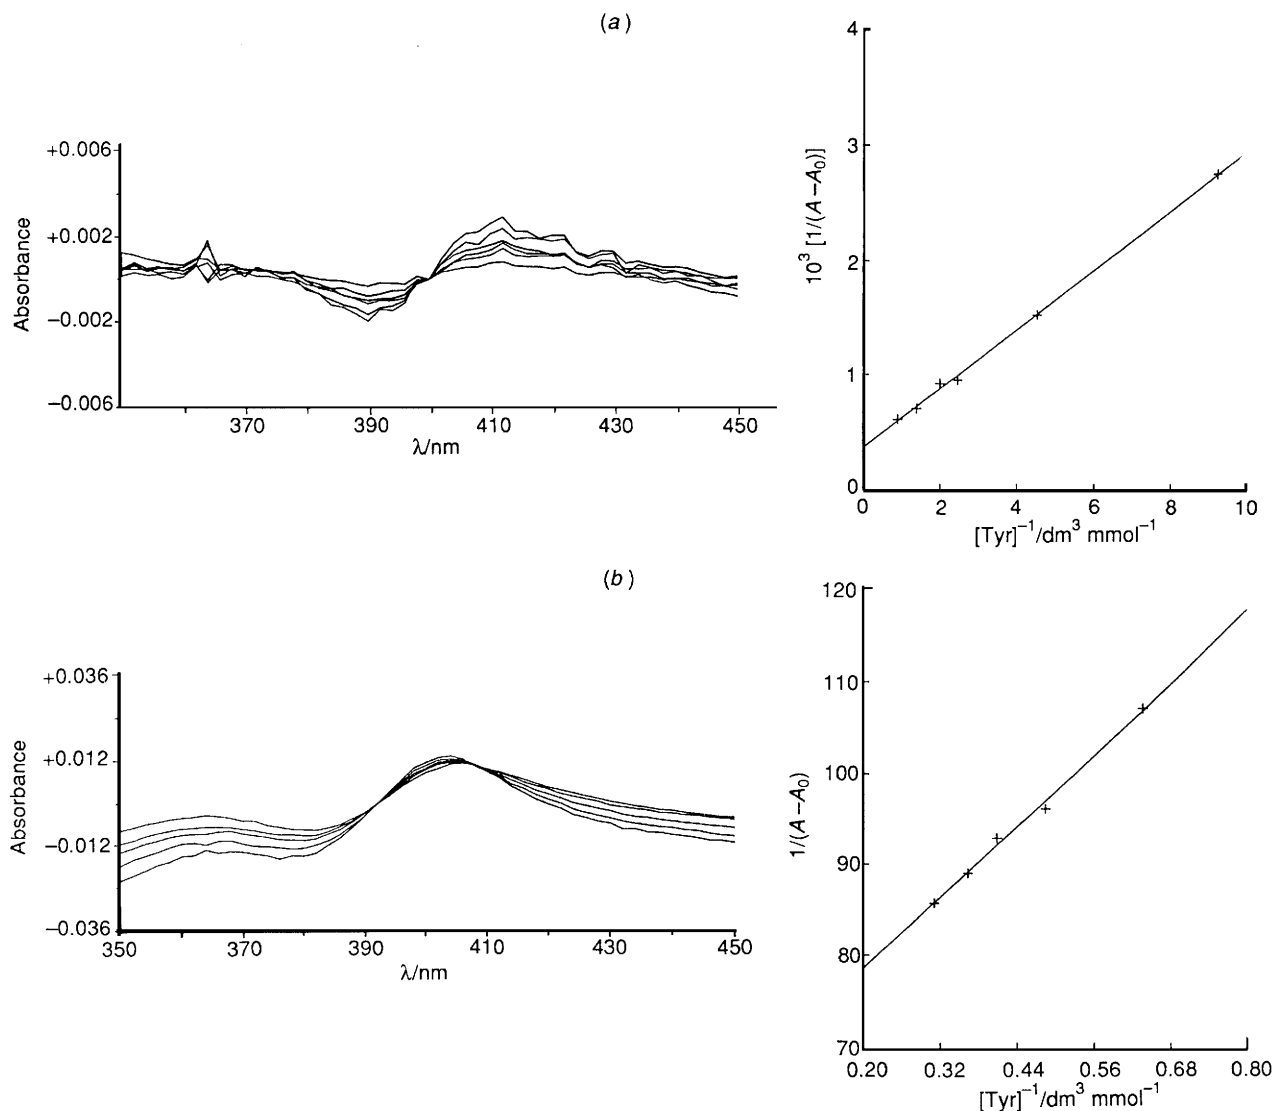 (a)
+0.006
+0.002
−0.002
−0.006
Absorbance
370 390 410 430 450
λ/nm
4
3
2
1
0
10³ [1/(A−A₀)]
0 2 4 6 8 10
[Tyr]⁻¹/dm³ mmol⁻¹
(b)
+0.036
+0.012
−0.012
−0.036
Absorbance
350 370 390 410 430 450
λ/nm
120
110
100
90
80
70
1/(A−A₀)
0.20 0.32 0.44 0.56 0.68 0.80
[Tyr]⁻¹/dm³ mmol⁻¹